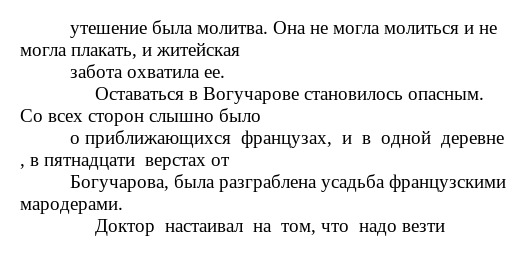 утешение была молитва. Она не могла молиться и не
могла плакать, и житейская
забота охватила ее.
Оставаться в Вогучарове становилось опасным.
Со всех сторон слышно было
о приближающихся французах, и в одной деревне
, в пятнадцати верстах от
Богучарова, была разграблена усадьба французскими
мародерами.
Доктор настаивал на том, что надо везти